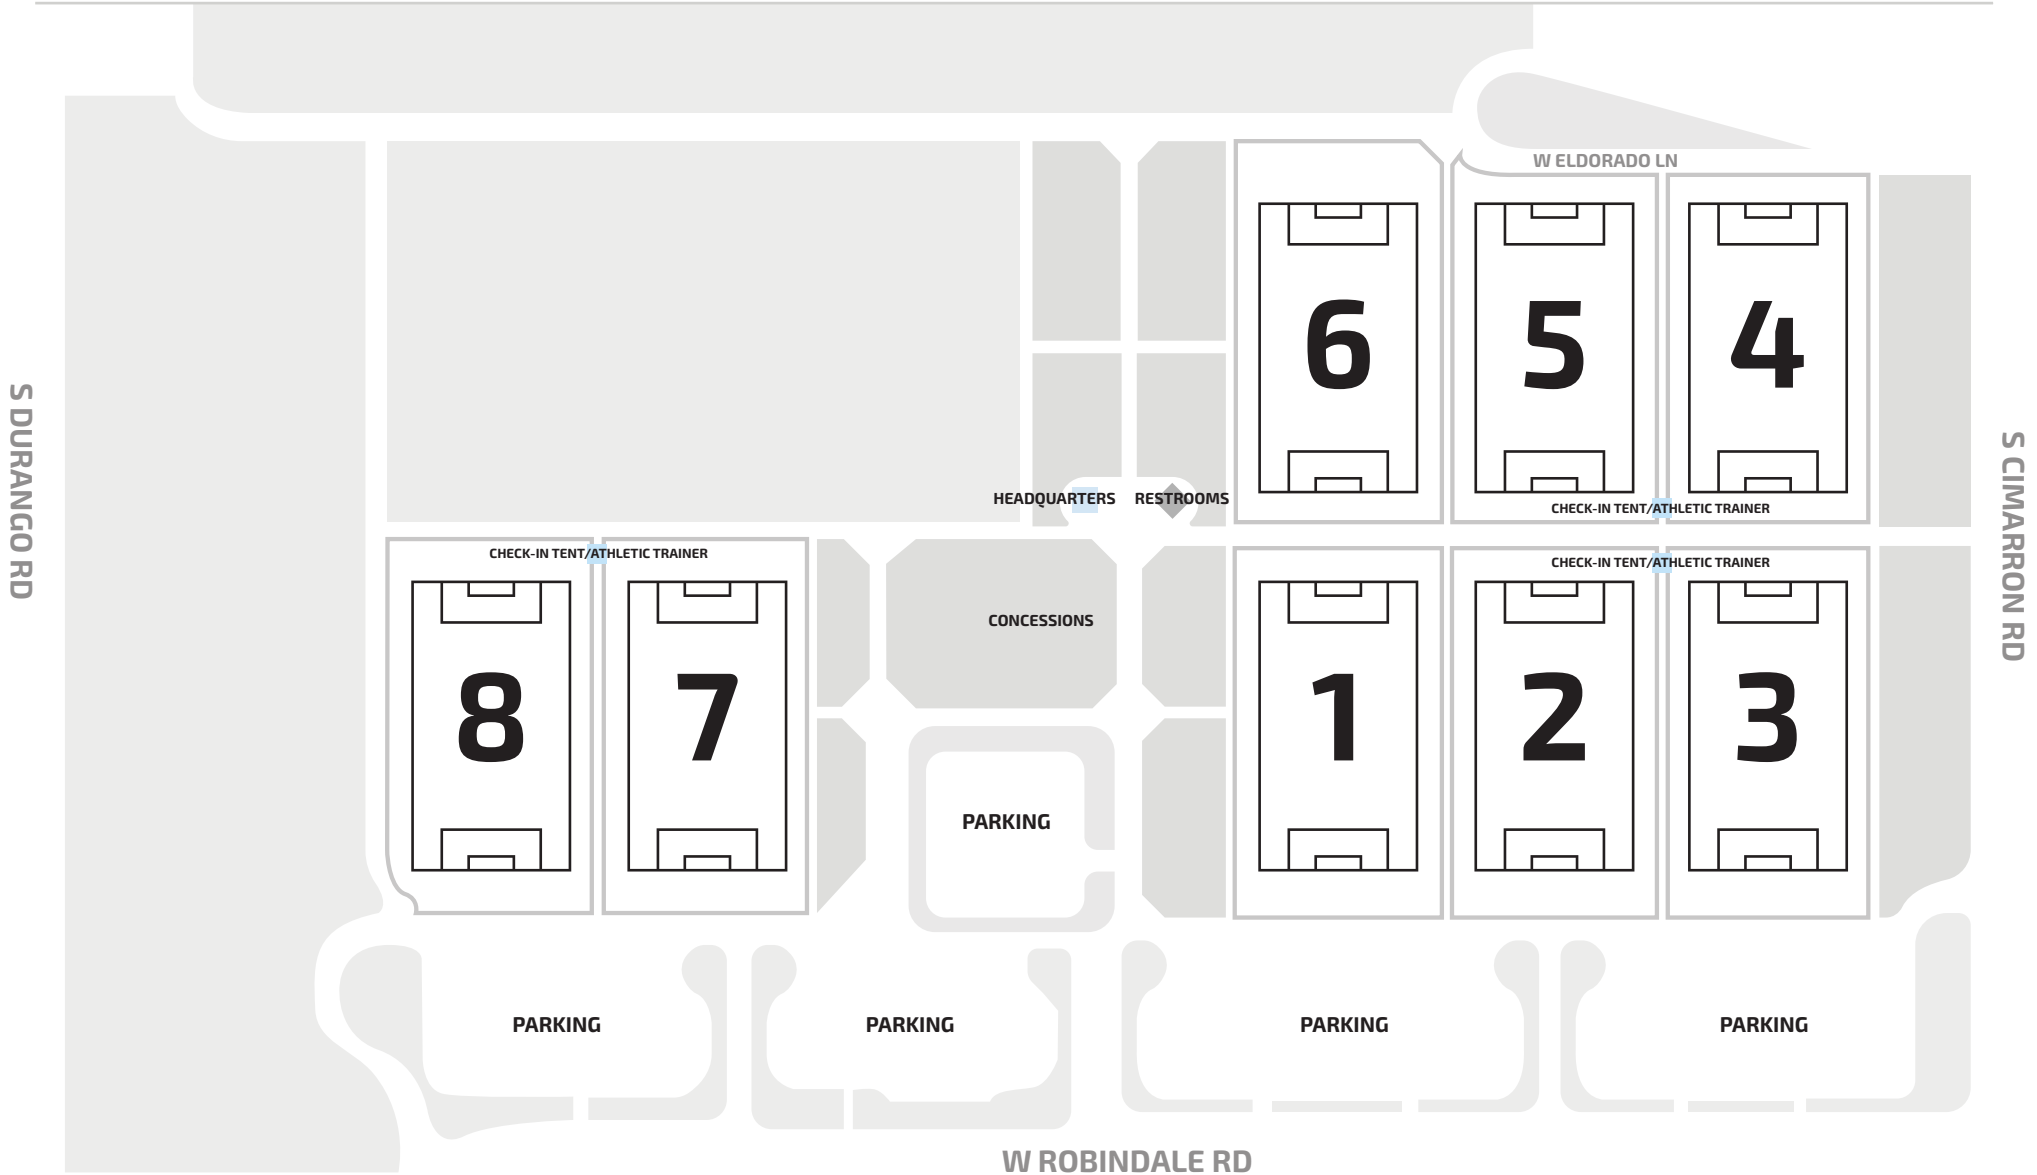 W ELDORADO LN
6
5
4
S DURANGO RD
S CIMARRON RD
HEADQUARTERS
RESTROOMS
CHECK-IN TENT/ATHLETIC TRAINER
CHECK-IN TENT/ATHLETIC TRAINER
CHECK-IN TENT/ATHLETIC TRAINER
CONCESSIONS
8
7
1
2
3
PARKING
PARKING
PARKING
PARKING
PARKING
W ROBINDALE RD